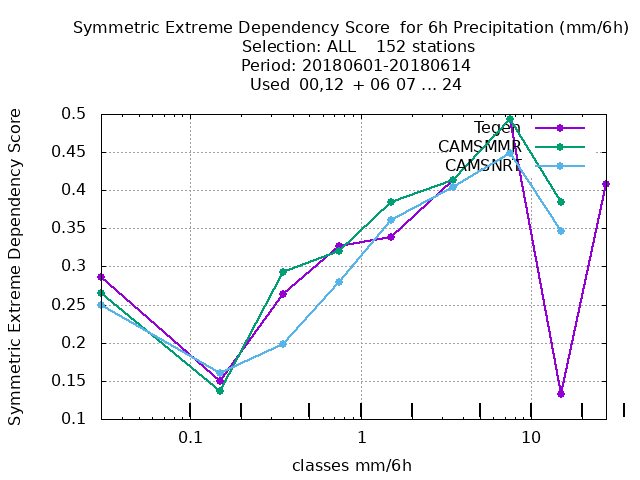 Symmetric Extreme Dependency Score  for 6h Precipitation (mm/6h)
Selection: ALL    152 stations
Period: 20180601-20180614
Used  00,12  + 06 07 ... 24
Symmetric Extreme Dependency Score
0.5
0.45
0.4
0.35
0.3
0.25
0.2
0.15
0.1
Tegen
CAMSMMR
CAMSNRT
0.1 1 10
classes mm/6h